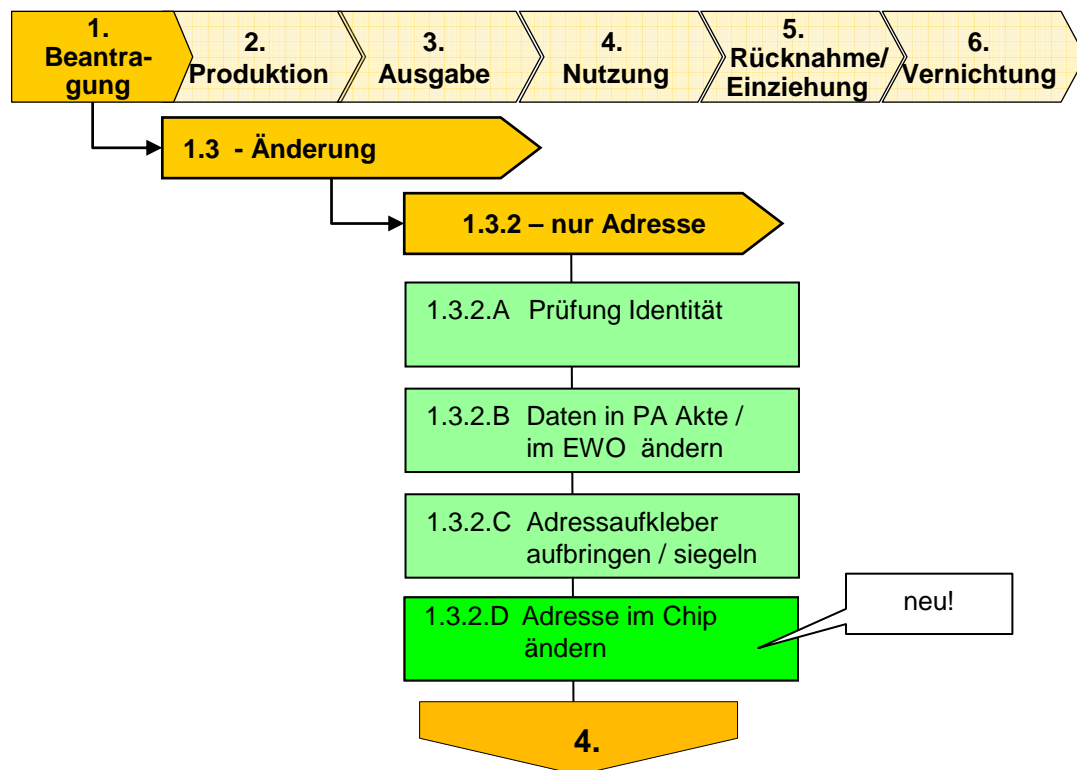 1.
Beantra-
gung
2.
Produktion
3.
Ausgabe
4.
Nutzung
5.
Rücknahme/
Einziehung
6.
Vernichtung
1.3 - Änderung
1.3.2 – nur Adresse
1.3.2.A Prüfung Identität
1.3.2.B Daten in PA Akte /
im EWO ändern
1.3.2.C Adressaufkleber
aufbringen / siegeln
1.3.2.D Adresse im Chip
ändern
neu!
4.